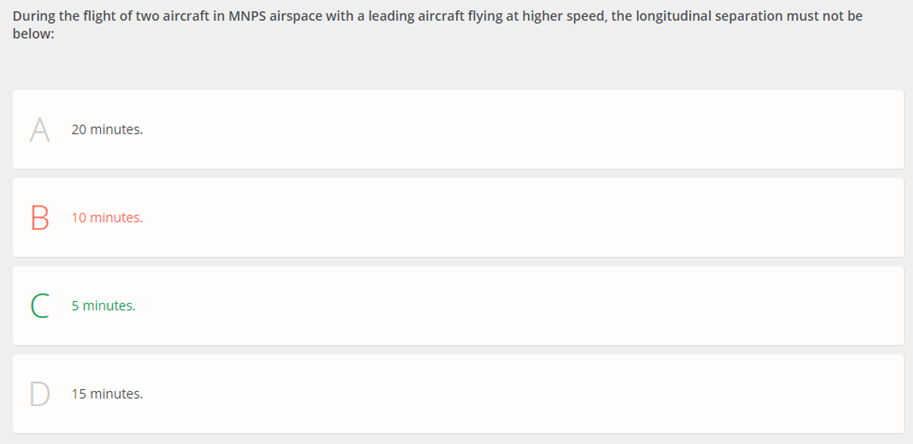 During the flight of two aircraft in MNPS airspace with a leading aircraft flying at higher speed, the longitudinal separation must not be
below:
A 20 minutes.
B 10 minutes.
C 5 minutes.
D 15 minutes.